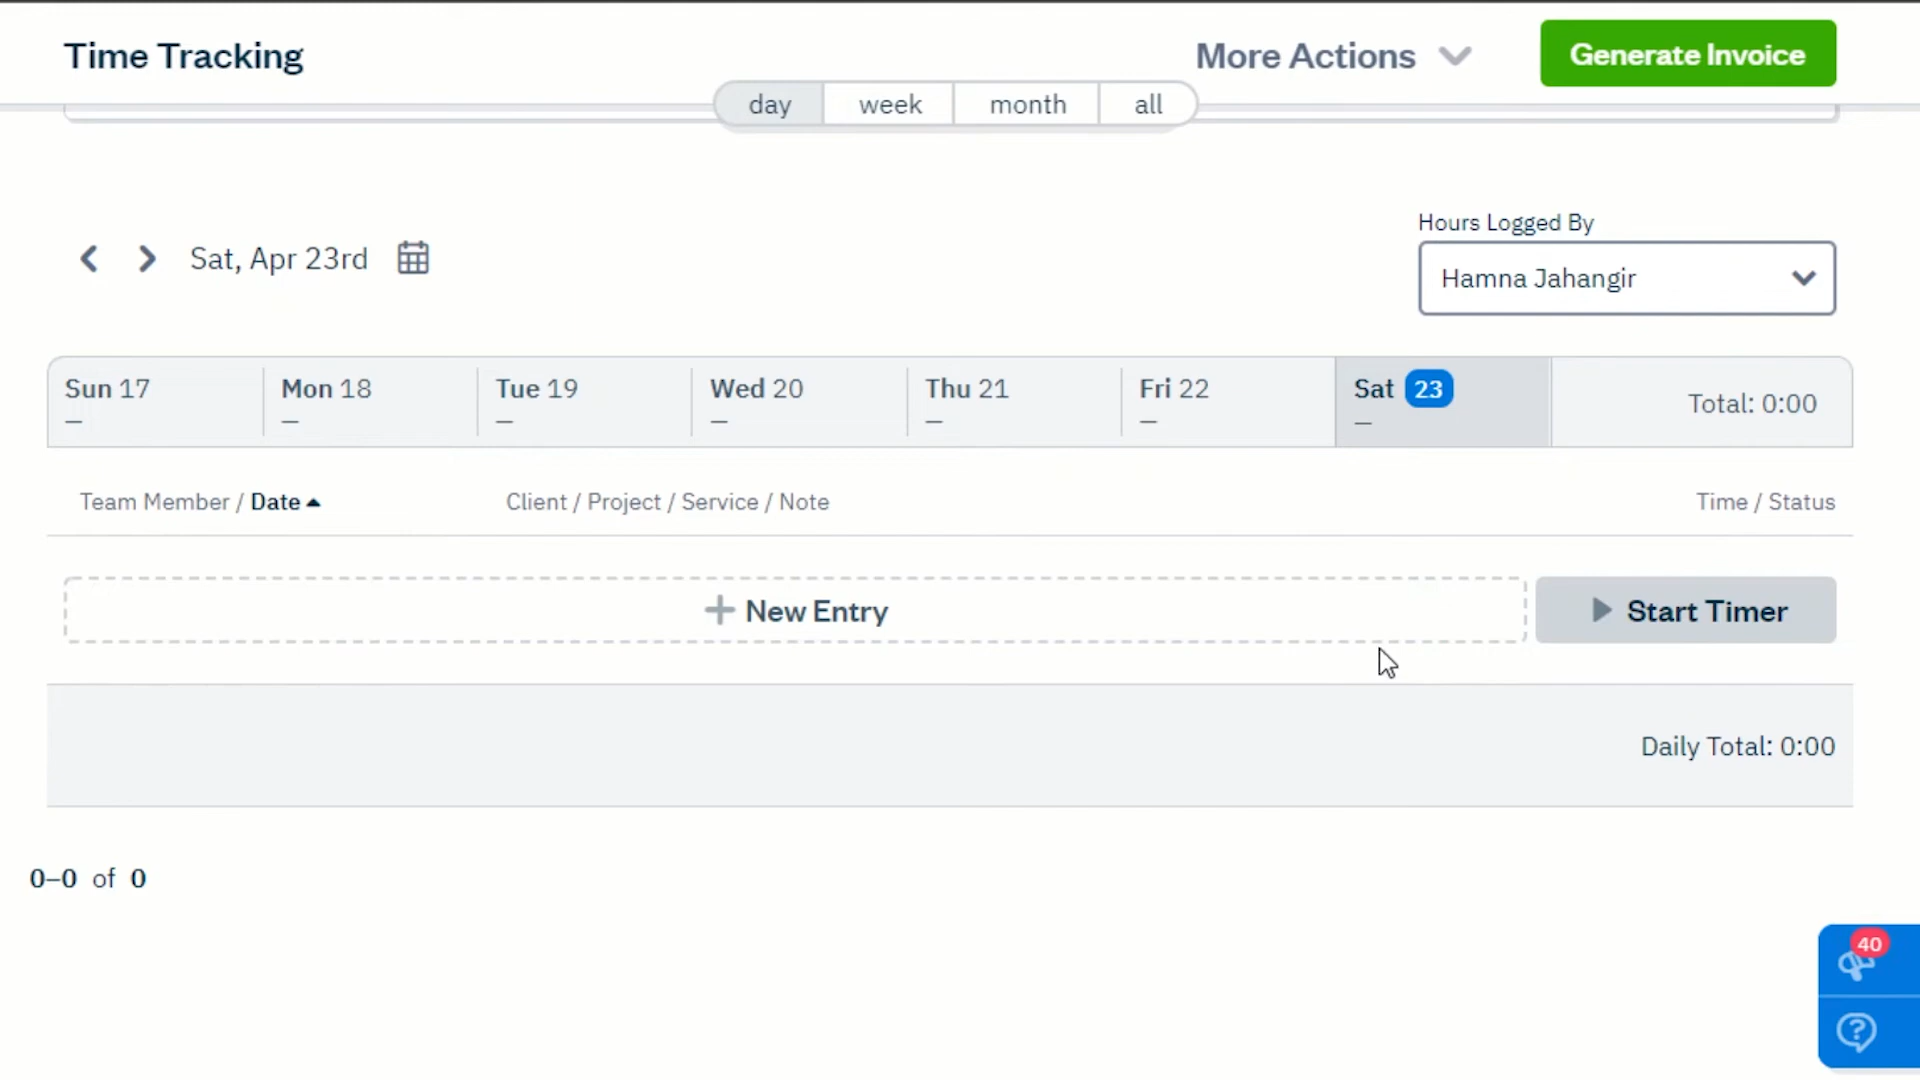 Time Tracking
More Actions
Generate Invoice
day week month all
Hours Logged By
Sat, Apr 23rd
Hamna Jahangir
Sun 17 Mon 18 Tue 19 Wed 20 Thu 21 Fri 22 Sat 23
– – – – – – –
Total: 0:00
Team Member / Date Client / Project / Service / Note Time / Status
New Entry
Start Timer
Daily Total: 0:00
0–0 of 0
40
?